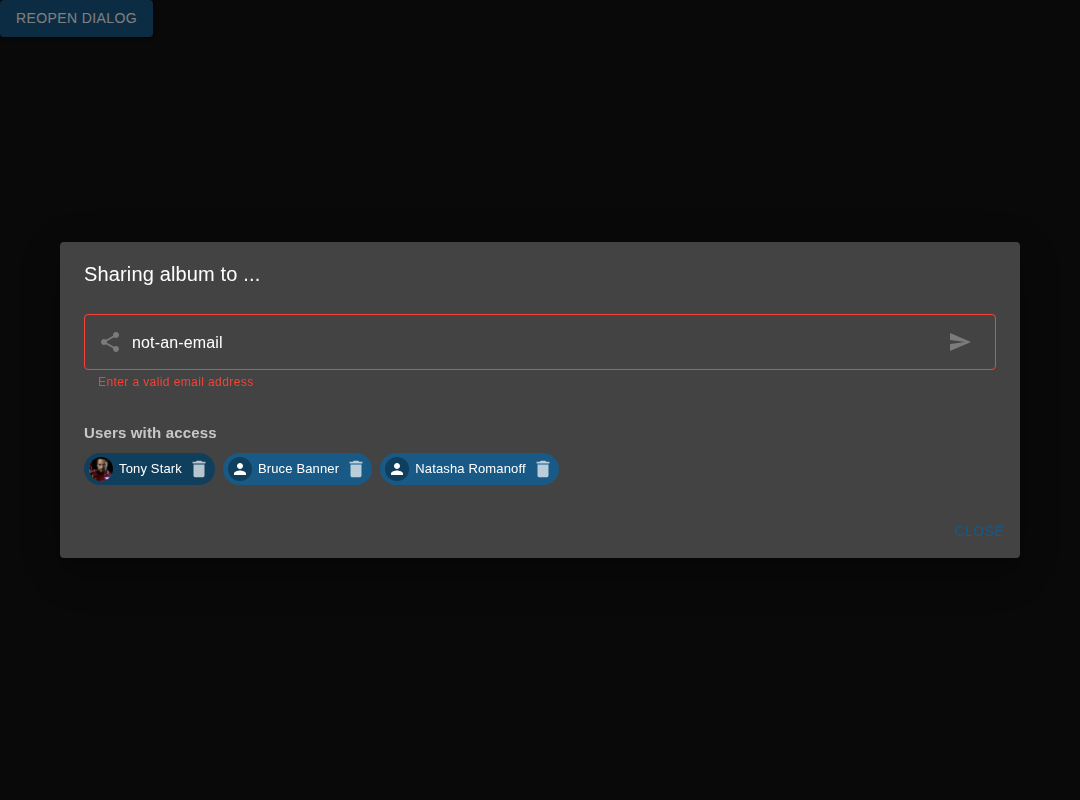 REOPEN DIALOG
Sharing album to ...
not-an-email
Enter a valid email address
Users with access
Tony Stark Bruce Banner Natasha Romanoff
CLOSE